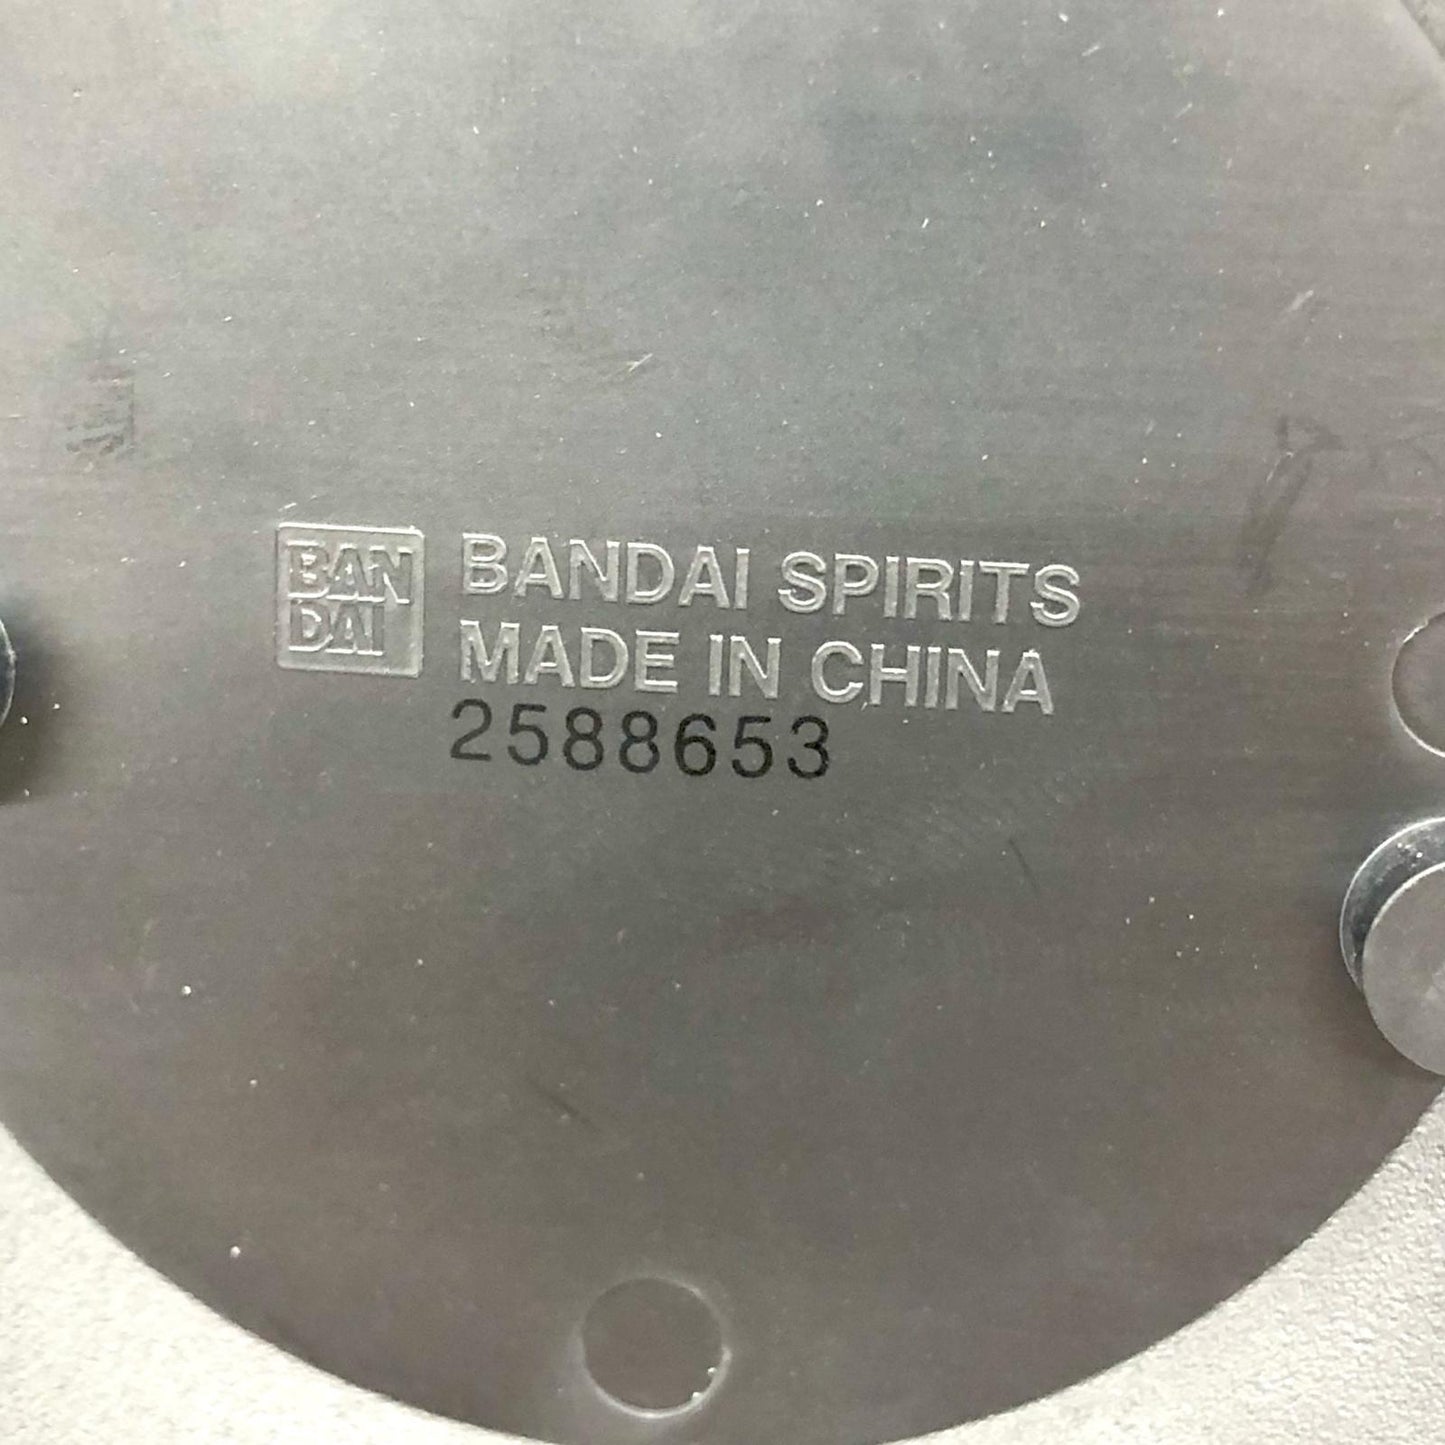 BAN
DAI
BANDAI SPIRITS
MADE IN CHINA
2588653